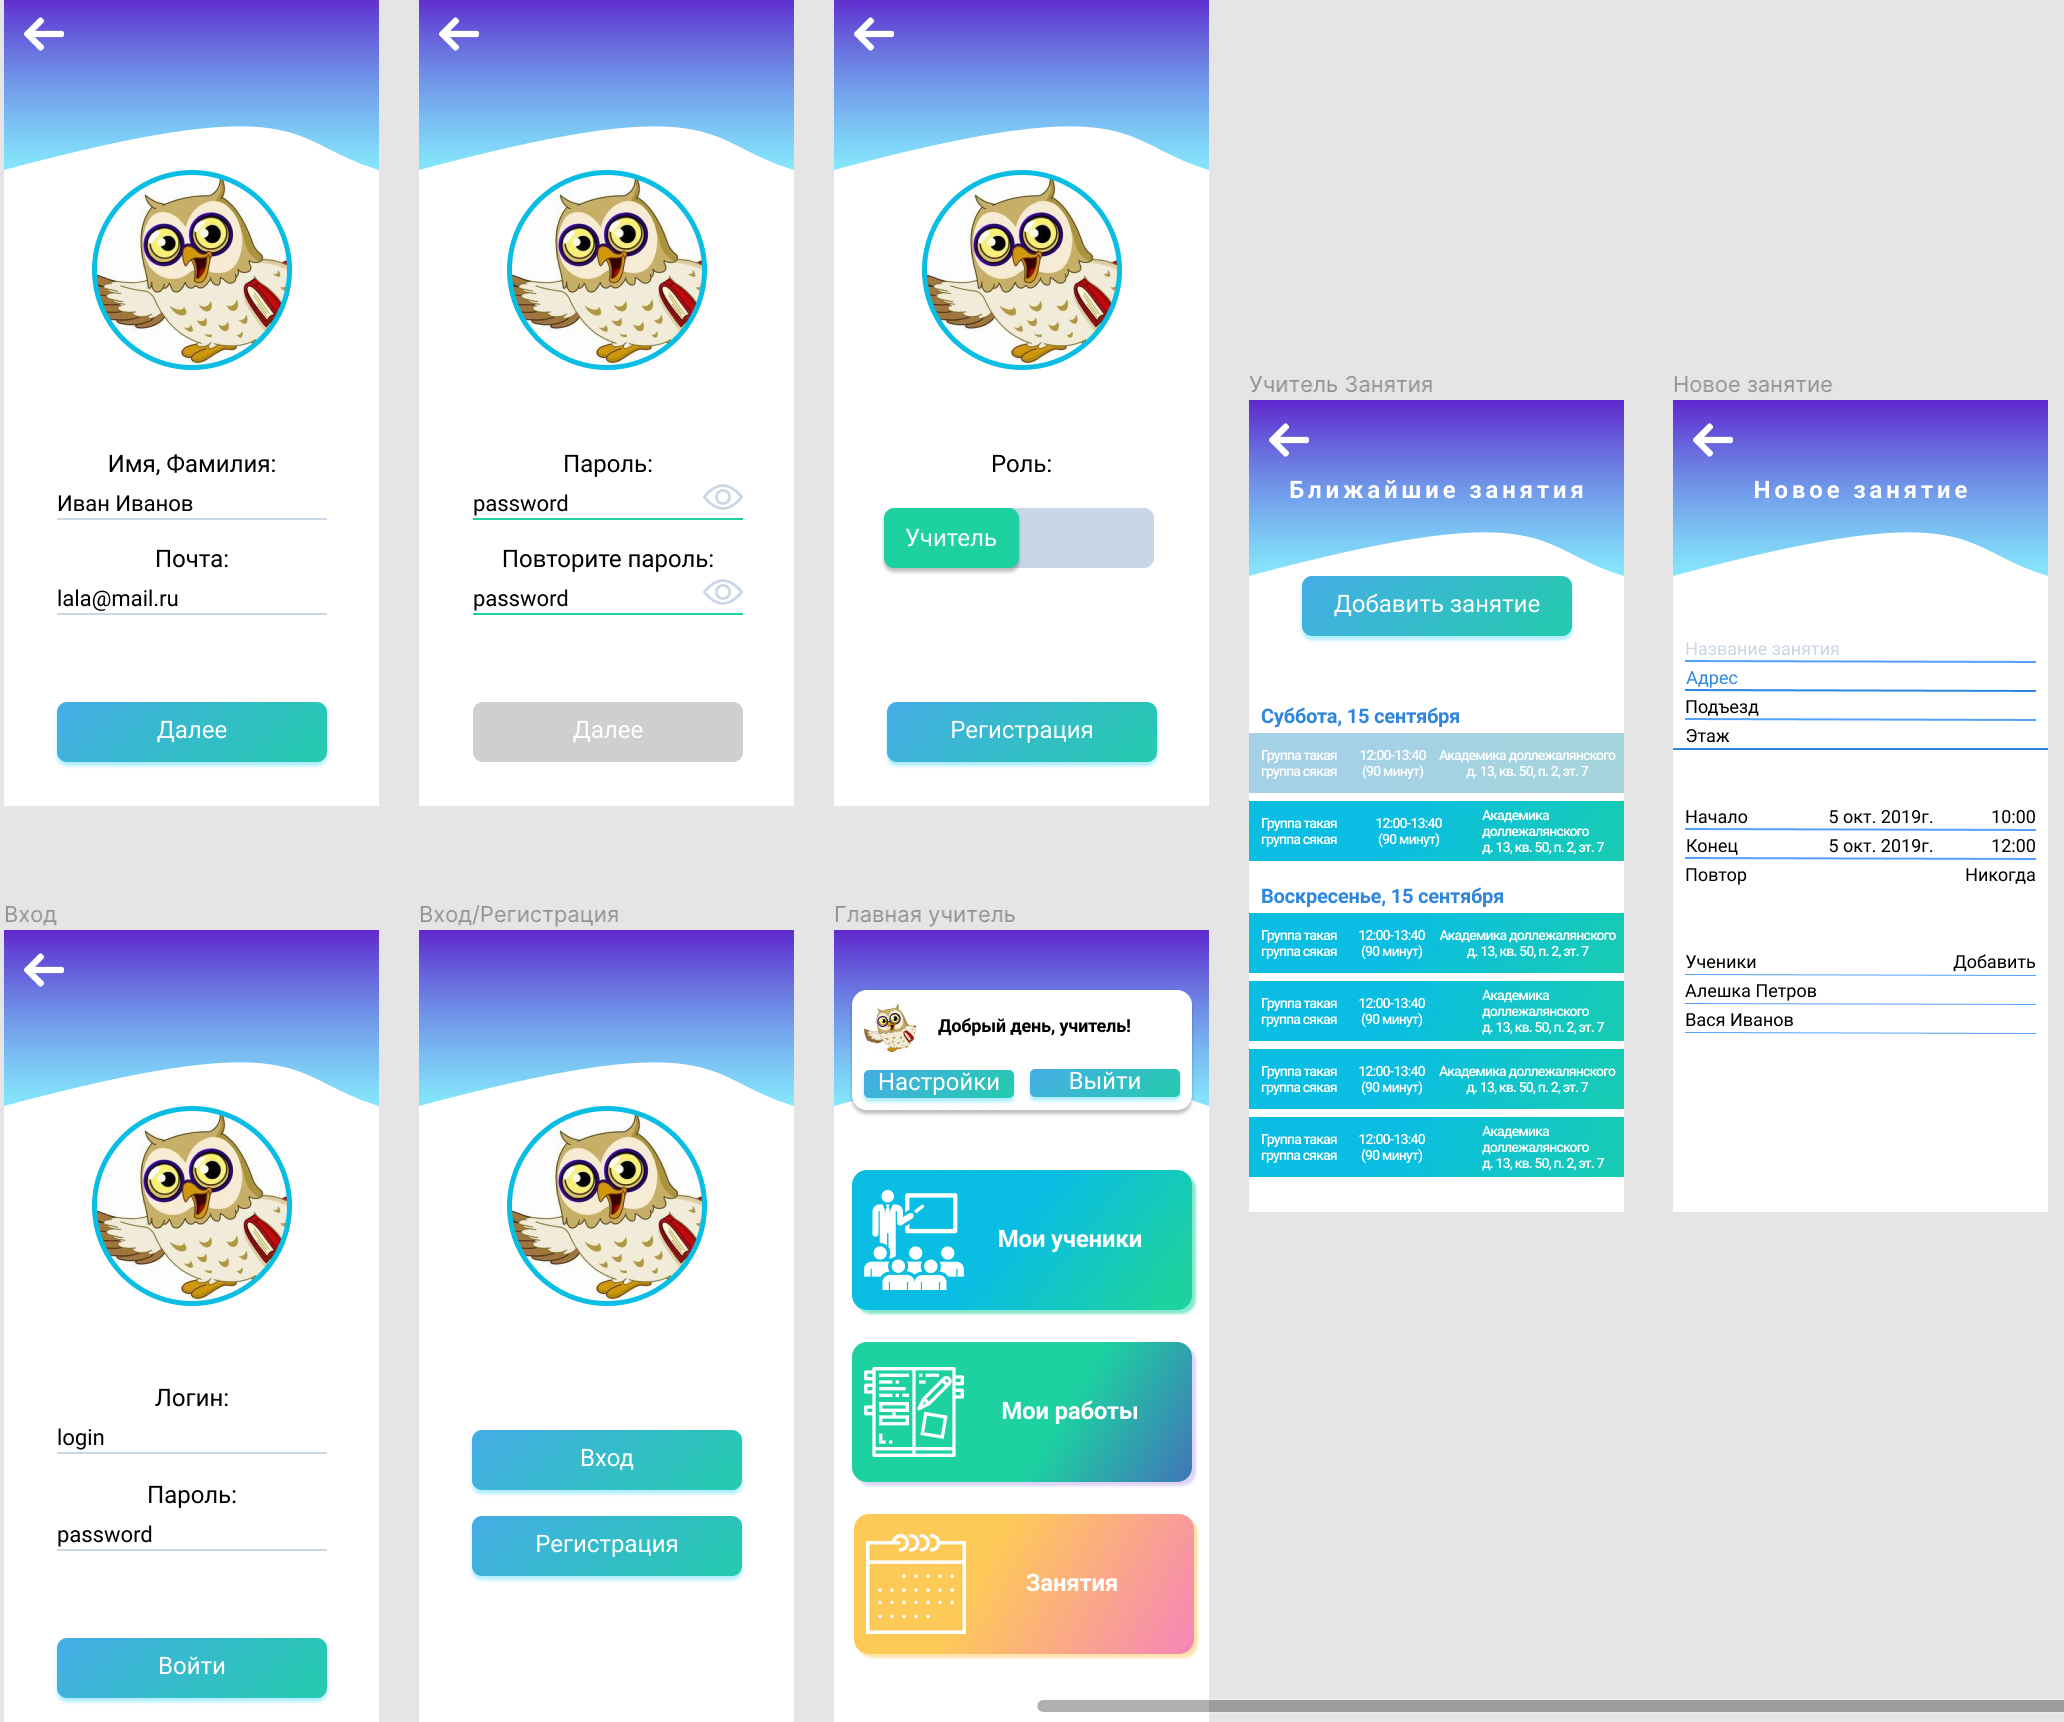 Имя, Фамилия:
Иван Иванов
Почта:
lala@mail.ru
Далее
Пароль:
password
Повторите пароль:
password
Далее
Роль:
Учитель
Регистрация
Учитель Занятия
Ближайшие занятия
Добавить занятие
Суббота, 15 сентября
Группа такая 12:00-13:40 Академика доллежалянского
группа сякая (90 минут) д. 13, кв. 50, п. 2, эт. 7
Академика
Группа такая 12:00-13:40 доллежалянского
группа сякая (90 минут) д. 13, кв. 50, п. 2, эт. 7
Воскресенье, 15 сентября
Группа такая 12:00-13:40 Академика доллежалянского
группа сякая (90 минут) д. 13, кв. 50, п. 2, эт. 7
Академика
Группа такая 12:00-13:40 доллежалянского
группа сякая (90 минут) д. 13, кв. 50, п. 2, эт. 7
Группа такая 12:00-13:40 Академика доллежалянского
группа сякая (90 минут) д. 13, кв. 50, п. 2, эт. 7
Академика
Группа такая 12:00-13:40 доллежалянского
группа сякая (90 минут) д. 13, кв. 50, п. 2, эт. 7
Новое занятие
Новое занятие
Название занятия
Адрес
Подъезд
Этаж
Начало 5 окт. 2019г. 10:00
Конец 5 окт. 2019г. 12:00
Повтор Никогда
Ученики Добавить
Алешка Петров
Вася Иванов
Вход
Логин:
login
Пароль:
password
Войти
Вход/Регистрация
Вход
Регистрация
Главная учитель
Добрый день, учитель!
Настройки Выйти
Мои ученики
Мои работы
Занятия